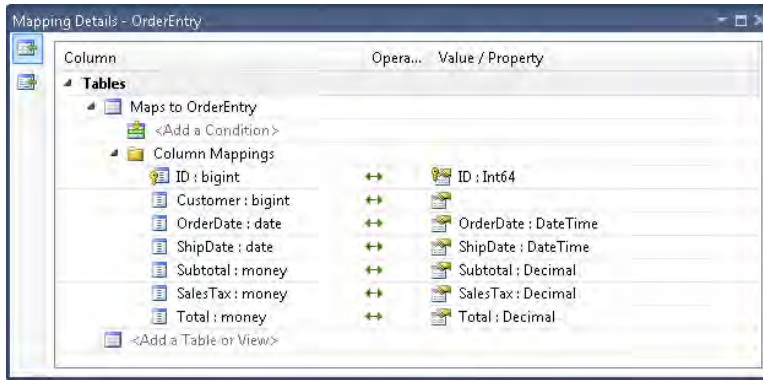 Mapping Details - OrderEntry
Column Opera... Value / Property
Tables
Maps to OrderEntry
<Add a Condition>
Column Mappings
ID : bigint ID : Int64
Customer : bigint
OrderDate : date OrderDate : DateTime
ShipDate : date ShipDate : DateTime
Subtotal : money Subtotal : Decimal
SalesTax : money SalesTax : Decimal
Total : money Total : Decimal
<Add a Table or View>